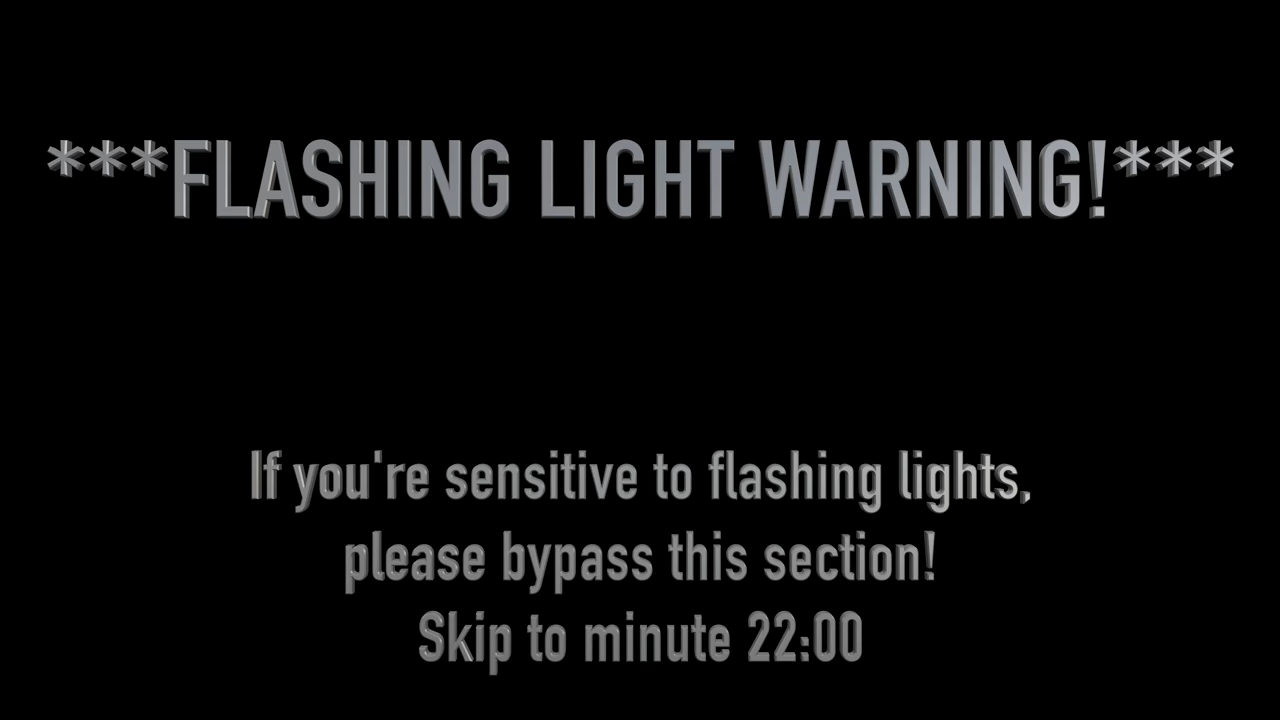 ***FLASHING LIGHT WARNING!***
If you're sensitive to flashing lights,
please bypass this section!
Skip to minute 22:00